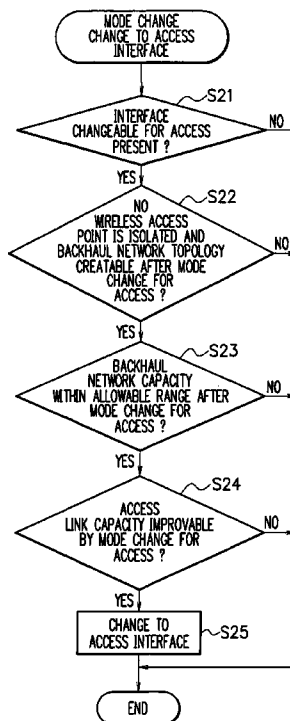 MODE CHANGE
CHANGE TO ACCESS
INTERFACE
S21
INTERFACE
CHANGEABLE FOR ACCESS
PRESENT ?
NO
YES
S22
NO
WIRELESS ACCESS
POINT IS ISOLATED AND
BACKHAUL NETWORK TOPOLOGY
CREATABLE AFTER MODE
CHANGE FOR
ACCESS ?
NO
YES
S23
BACKHAUL
NETWORK CAPACITY
WITHIN ALLOWABLE RANGE AFTER
MODE CHANGE FOR
ACCESS ?
NO
YES
S24
ACCESS
LINK CAPACITY IMPROVABLE
BY MODE CHANGE FOR
ACCESS ?
NO
YES
CHANGE TO
ACCESS INTERFACE
S25
END